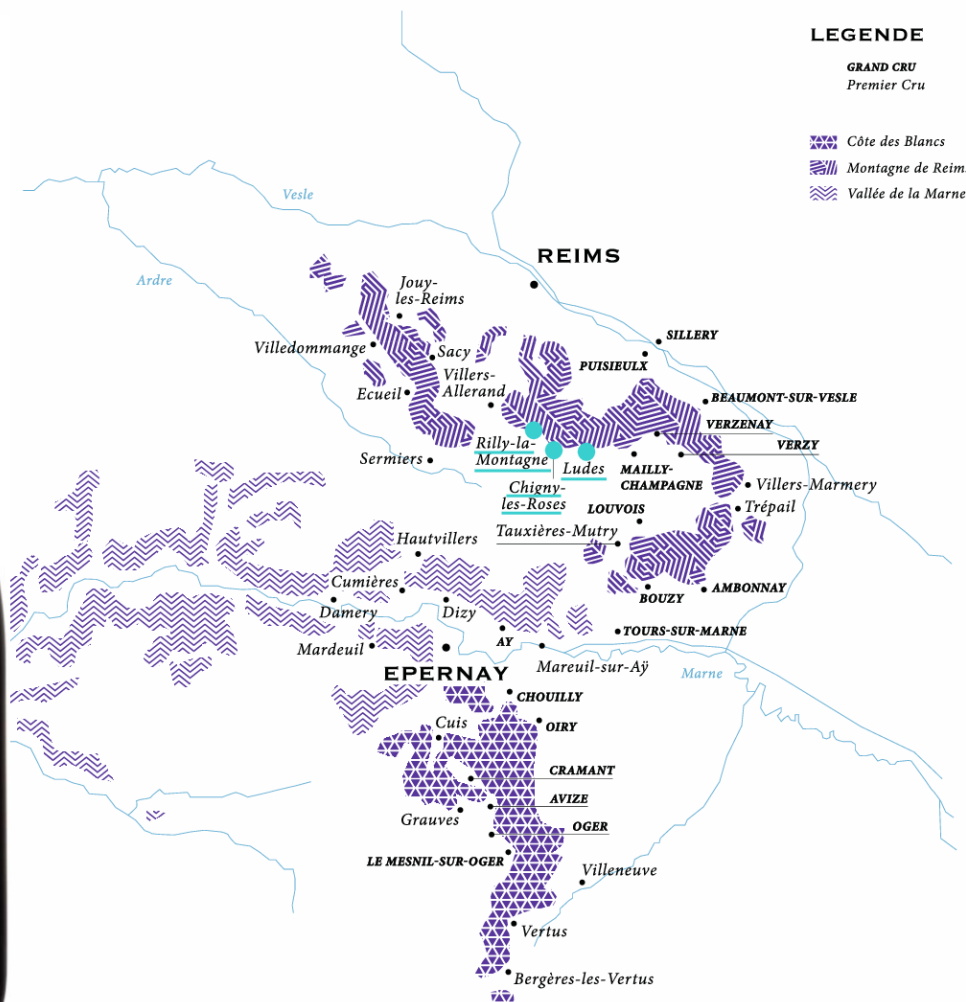 LEGENDE
GRAND CRU
Premier Cru
Côte des Blancs
Montagne de Reims
Vallée de la Marne
Vesle
Ardre
REIMS
Jouy-
les-Reims
Villedommange
Sacy
SILLERY
PUISIEULX
Villers-
Allerand
Ecueil
BEAUMONT-SUR-VESLE
VERZENAY
VERZY
Rilly-la-
Montagne
Sermiers
Ludes
MAILLY-
CHAMPAGNE
Chigny-
les-Roses
Villers-Marmery
Trépail
LOUVOIS
Tauxières-Mutry
Hautvillers
Cumières
Damery
Dizy
BOUZY
AMBONNAY
AY
TOURS-SUR-MARNE
Mardeuil
Mareuil-sur-Aÿ
Marne
EPERNAY
CHOUILLY
Cuis
OIRY
CRAMANT
AVIZE
Grauves
OGER
LE MESNIL-SUR-OGER
Villeneuve
Vertus
Bergères-les-Vertus